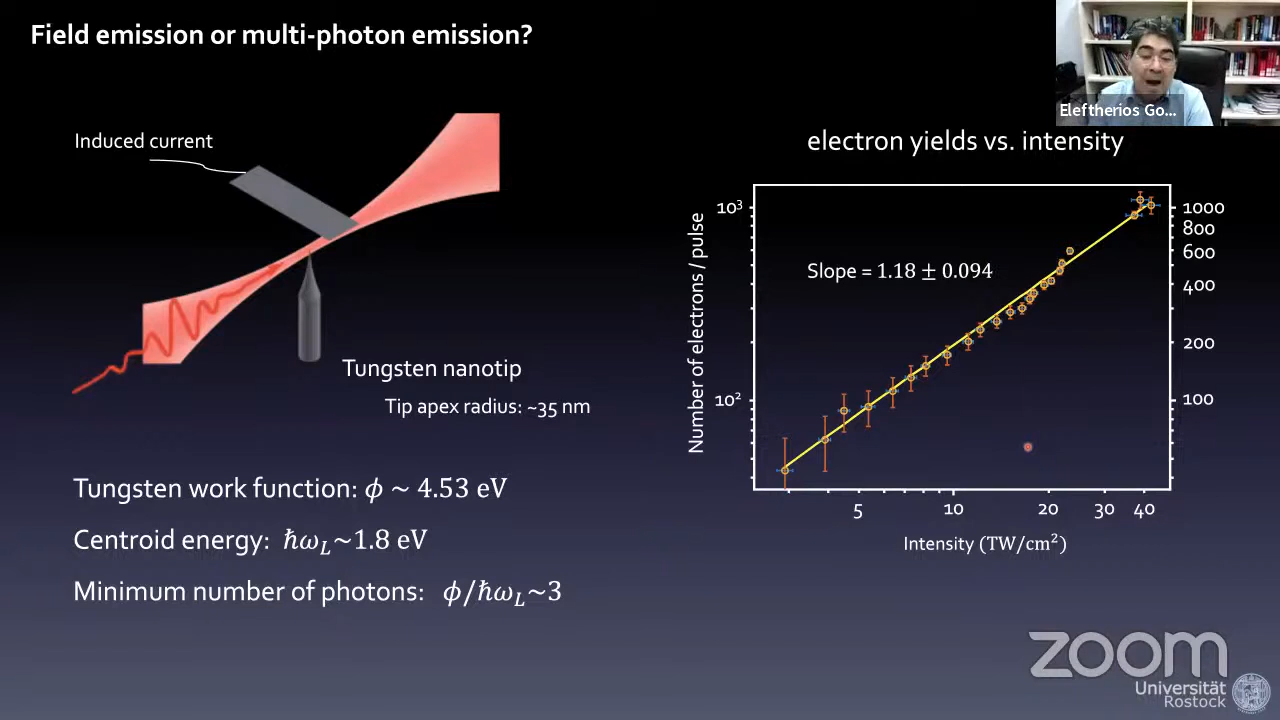 Field emission or multi-photon emission?
Eleftherios Go...
Induced current
Tungsten nanotip
Tip apex radius: ~35 nm
Tungsten work function: ϕ ~ 4.53 eV
Centroid energy: ħω_L~1.8 eV
Minimum number of photons: ϕ/ħω_L~3
electron yields vs. intensity
Number of electrons / pulse
10³
10²
Slope = 1.18 ± 0.094
1000
800
600
400
200
100
5 10 20 30 40
Intensity (TW/cm²)
zoom
Universität
Rostock